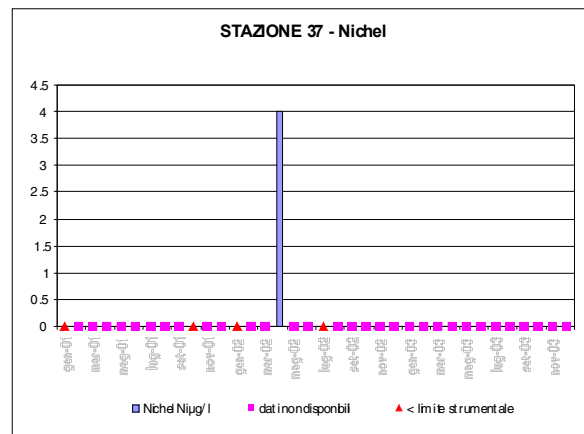 STAZIONE 37 - Nichel
4.5
4
3.5
3
2.5
2
1.5
1
0.5
0
gen-01
mar-01
mag-01
lug-01
set-01
nov-01
gen-02
mar-02
mag-02
lug-02
set-02
nov-02
gen-03
mar-03
mag-03
lug-03
set-03
nov-03
Nichel Niµg/l
dati non disponbili
< limite strumentale